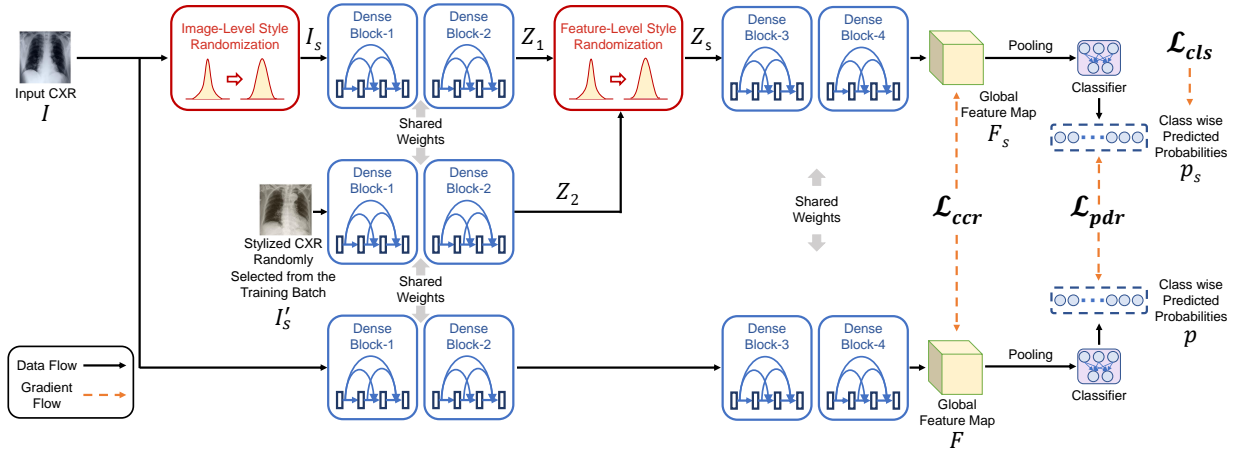 Input CXR
I
Image-Level Style
Randomization
I_s
Dense
Block-1
Dense
Block-2
Z_1
Feature-Level Style
Randomization
Z_s
Dense
Block-3
Dense
Block-4
Global
Feature Map
F_s
Pooling
Classifier
ℒ_cls
Class wise
Predicted
Probabilities
p_s
Shared
Weights
Stylized CXR
Randomly
Selected from the
Training Batch
I'_s
Dense
Block-1
Dense
Block-2
Z_2
Shared
Weights
Shared
Weights
ℒ_ccr
ℒ_pdr
Dense
Block-1
Dense
Block-2
Dense
Block-3
Dense
Block-4
Global
Feature Map
F
Pooling
Classifier
Class wise
Predicted
Probabilities
p
Data Flow
Gradient
Flow